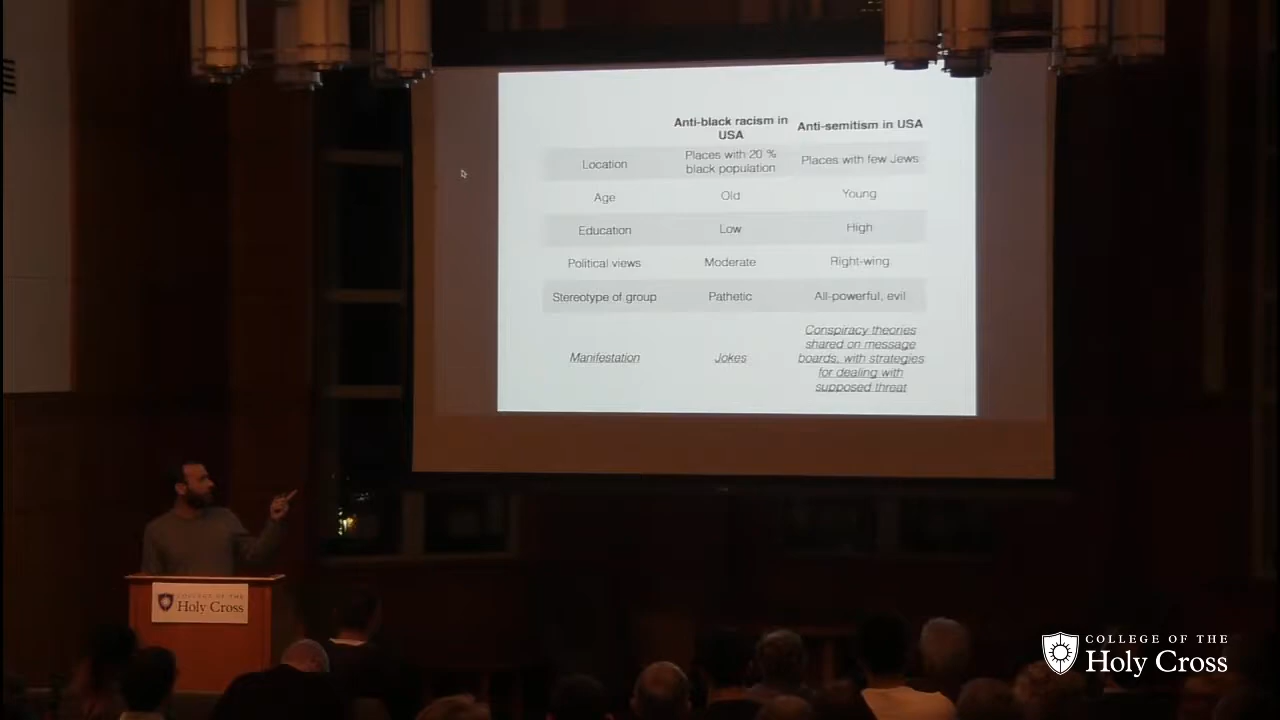 Anti-black racism in
USA
Anti-semitism in USA
Location
Places with 20 %
black population
Places with few Jews
Age
Old
Young
Education
Low
High
Political views
Moderate
Right-wing
Stereotype of group
Pathetic
All-powerful, evil
Manifestation
Jokes
Conspiracy theories
shared on message
boards, with strategies
for dealing with
supposed threat
COLLEGE OF THE
Holy Cross
COLLEGE OF THE
Holy Cross